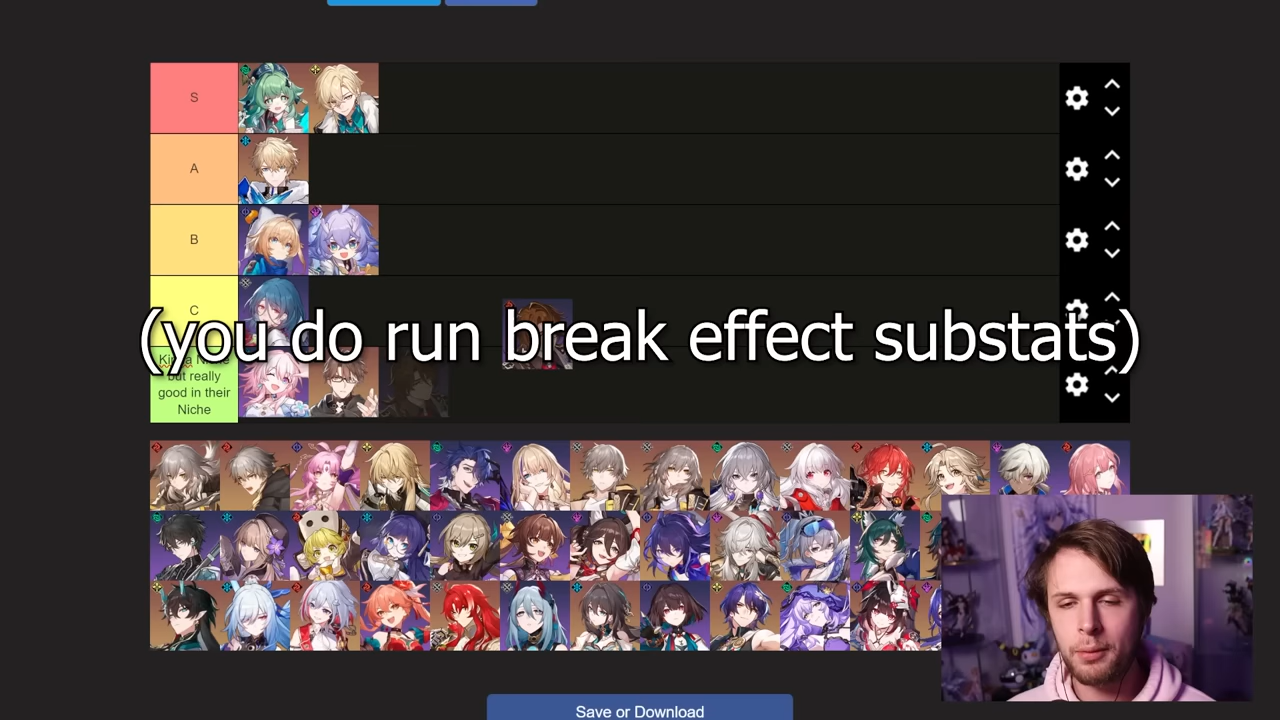 S
A
B
C
(you do run break effect substats)
but really
good in their
Niche
Save or Download